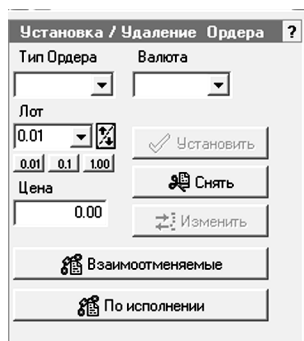 Установка / Удаление Ордера ?
Тип Ордера Валюта
Лот
0.01
Установить
0.01 0.1 1.00
Снять
Цена
0.00
Изменить
Взаимоотменяемые
По исполнении